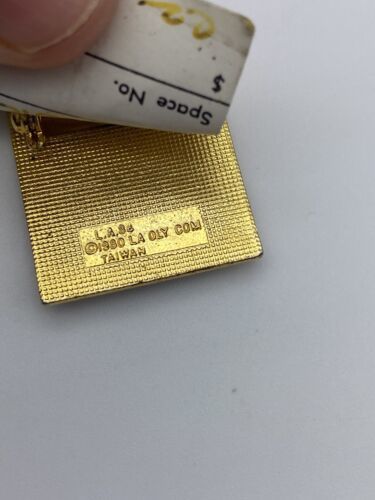 Space No.
$
L.A.84
©1980 LA OLY COM
TAIWAN